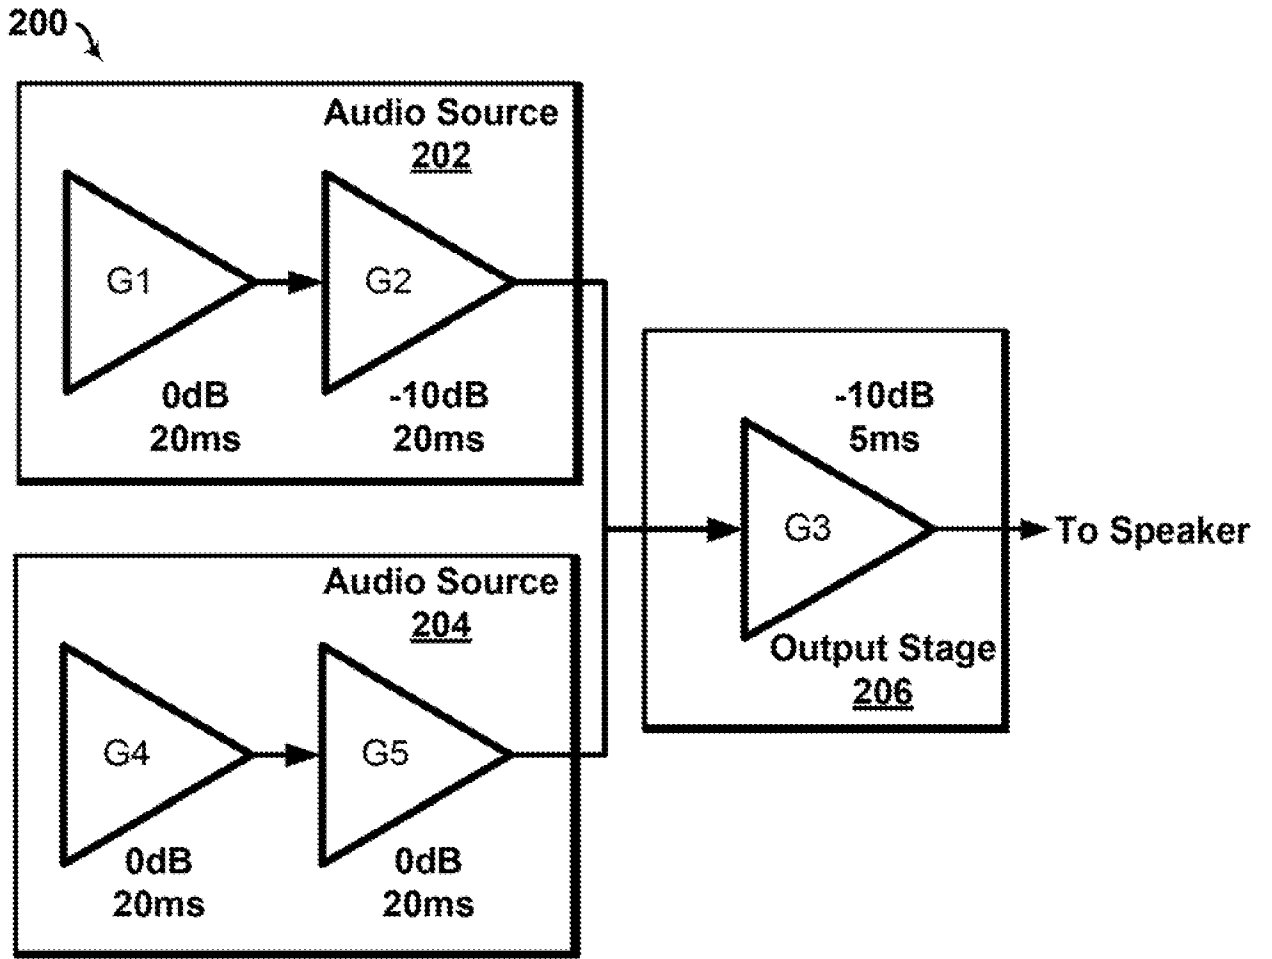 200
Audio Source
202
G1
G2
0dB
20ms
-10dB
20ms
-10dB
5ms
G3
To Speaker
Output Stage
206
Audio Source
204
G4
G5
0dB
20ms
0dB
20ms